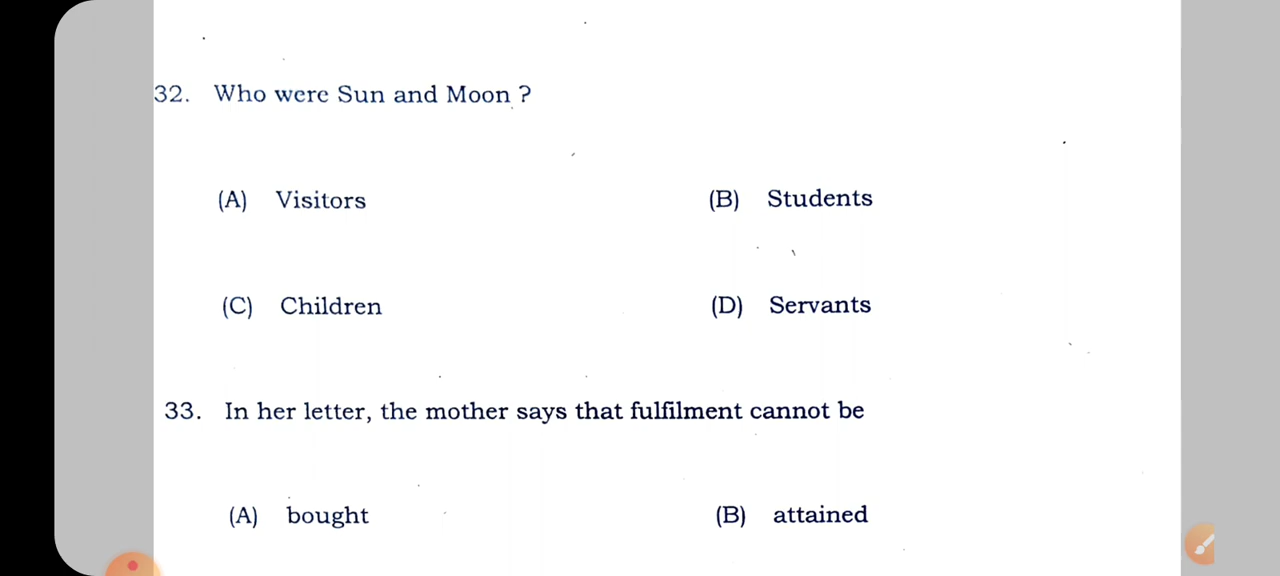 32. Who were Sun and Moon ?
(A) Visitors (B) Students
(C) Children (D) Servants
33. In her letter, the mother says that fulfilment cannot be
(A) bought (B) attained